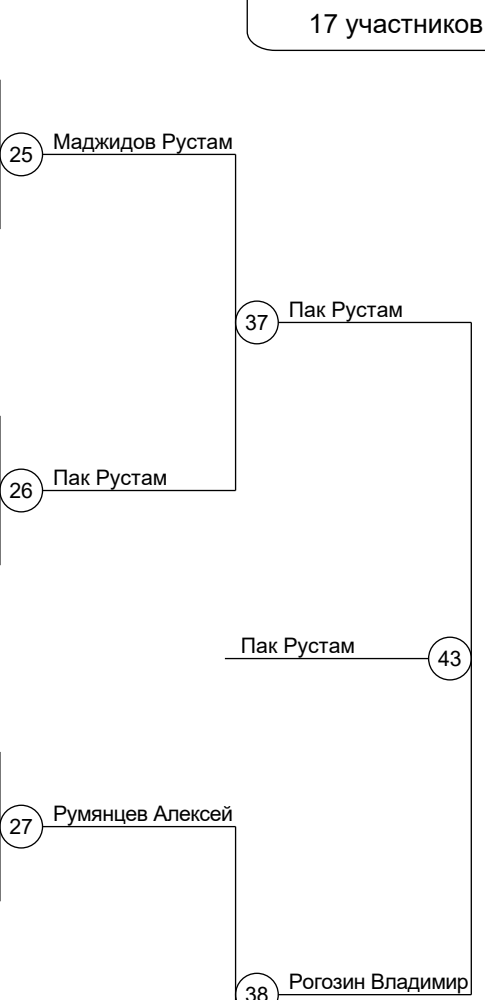 17 участников
Маджидов Рустам
25
Пак Рустам
37
Пак Рустам
26
Пак Рустам
43
Румянцев Алексей
27
Рогозин Владимир
38